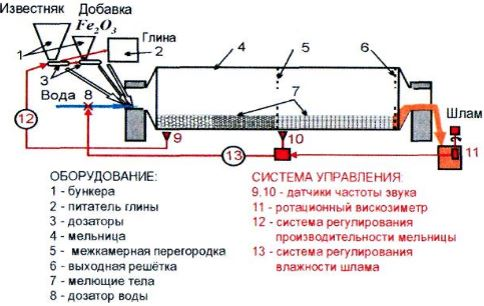 Известняк Добавка
Fe₂O₃
Глина
1
2
3
4
5
6
Вода 8
7
12
9
13
10
Шлам
11
ОБОРУДОВАНИЕ:
1 - бункера
2 - питатель глины
3 - дозаторы
4 - мельница
5 - межкамерная перегородка
6 - выходная решётка
7 - мелющие тела
8 - дозатор воды
СИСТЕМА УПРАВЛЕНИЯ:
9,10 - датчики частоты звука
11 - ротационный вискозиметр
12 - система регулирования
производительности мельницы
13 - система регулирования
влажности шлама